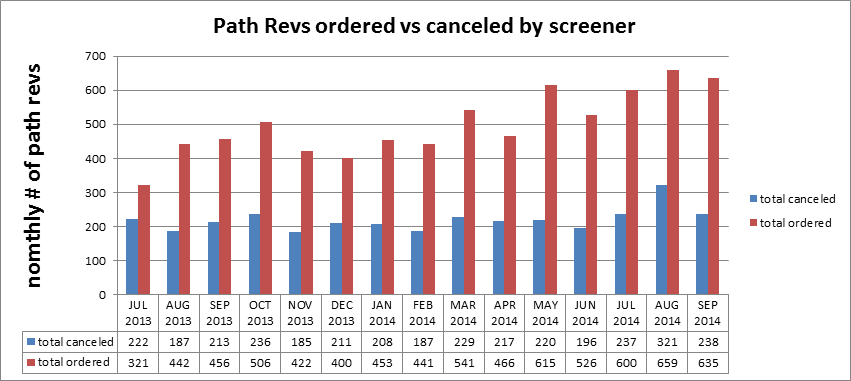 Path Revs ordered vs canceled by screener
nomthly # of path revs
700
600
500
400
300
200
100
0
total canceled
total ordered
JUL AUG SEP OCT NOV DEC JAN FEB MAR APR MAY JUN JUL AUG SEP
2013 2013 2013 2013 2013 2013 2014 2014 2014 2014 2014 2014 2014 2014 2014
total canceled 222 187 213 236 185 211 208 187 229 217 220 196 237 321 238
total ordered 321 442 456 506 422 400 453 441 541 466 615 526 600 659 635